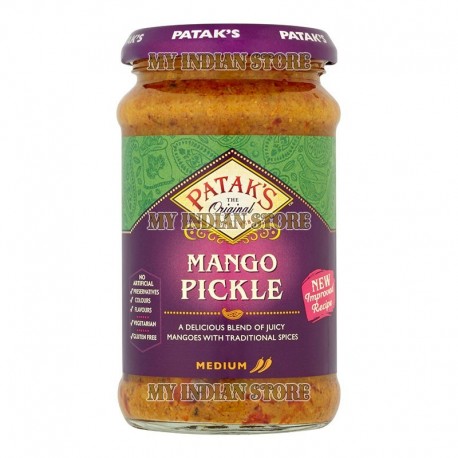 PATAK'S
MY INDIAN STORE
PATAK'S
THE
Original
MY INDIAN STORE
MANGO
PICKLE
NO
ARTIFICIAL
✓PRESERVATIVES
✓COLOURS
✓FLAVOURS
✓VEGETARIAN
✓GLUTEN FREE
NEW
Improved
Recipe
A DELICIOUS BLEND OF JUICY
MANGOES WITH TRADITIONAL SPICES
MEDIUM
MY INDIAN STORE